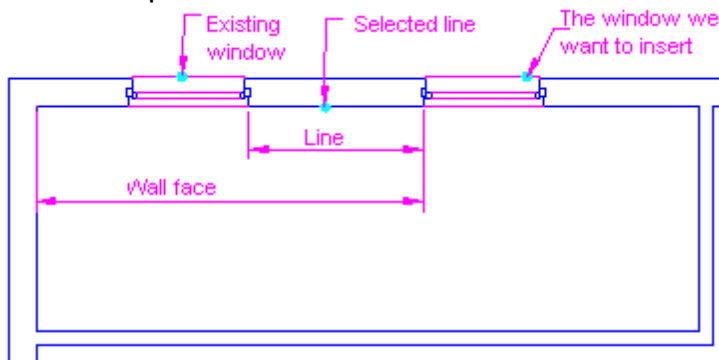 Existing
window
Selected line
The window we
want to insert
Line
Wall face